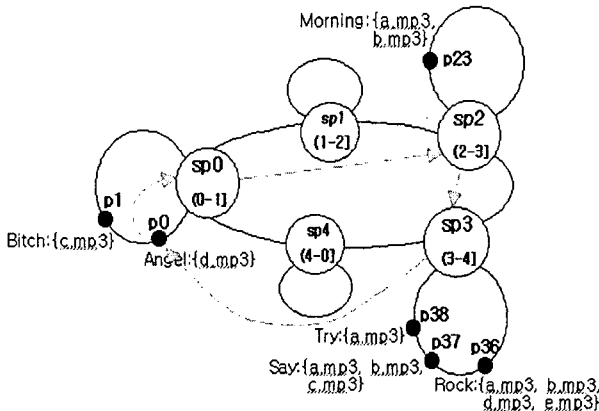 Morning:{a.mp3,
b.mp3}
p23
sp1
(1-2]
sp2
(2-3]
sp0
(0-1]
p1
p0
Bitch:{c.mp3}
Angel:{d.mp3}
sp4
(4-0]
sp3
(3-4]
p38
Try:{a.mp3}
p37
p36
Say:{a.mp3, b.mp3,
c.mp3}
Rock:{a.mp3, b.mp3,
d.mp3, e.mp3}